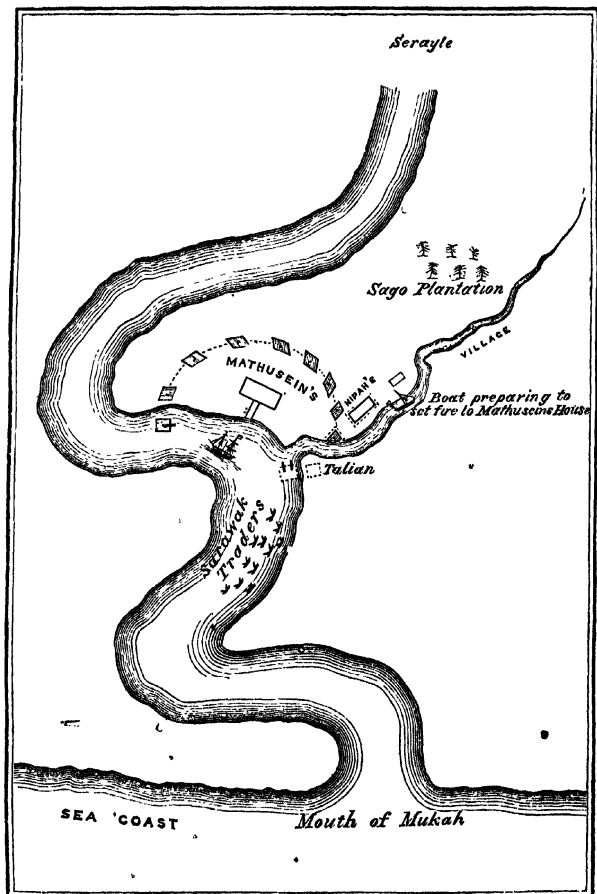 Serayle
Sago Plantation
VILLAGE
MATHUSEIN'S
NIPAH'S
Boat preparing to
set fire to Mathuseins House
Talian
Sarawak
Traders
SEA COAST
Mouth of Mukah